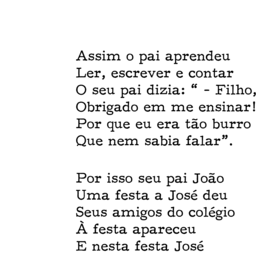 Assim o pai aprendeu
Ler, escrever e contar
O seu pai dizia: “ - Filho,
Obrigado em me ensinar!
Por que eu era tão burro
Que nem sabia falar”.

Por isso seu pai João
Uma festa a José deu
Seus amigos do colégio
À festa apareceu
E nesta festa José